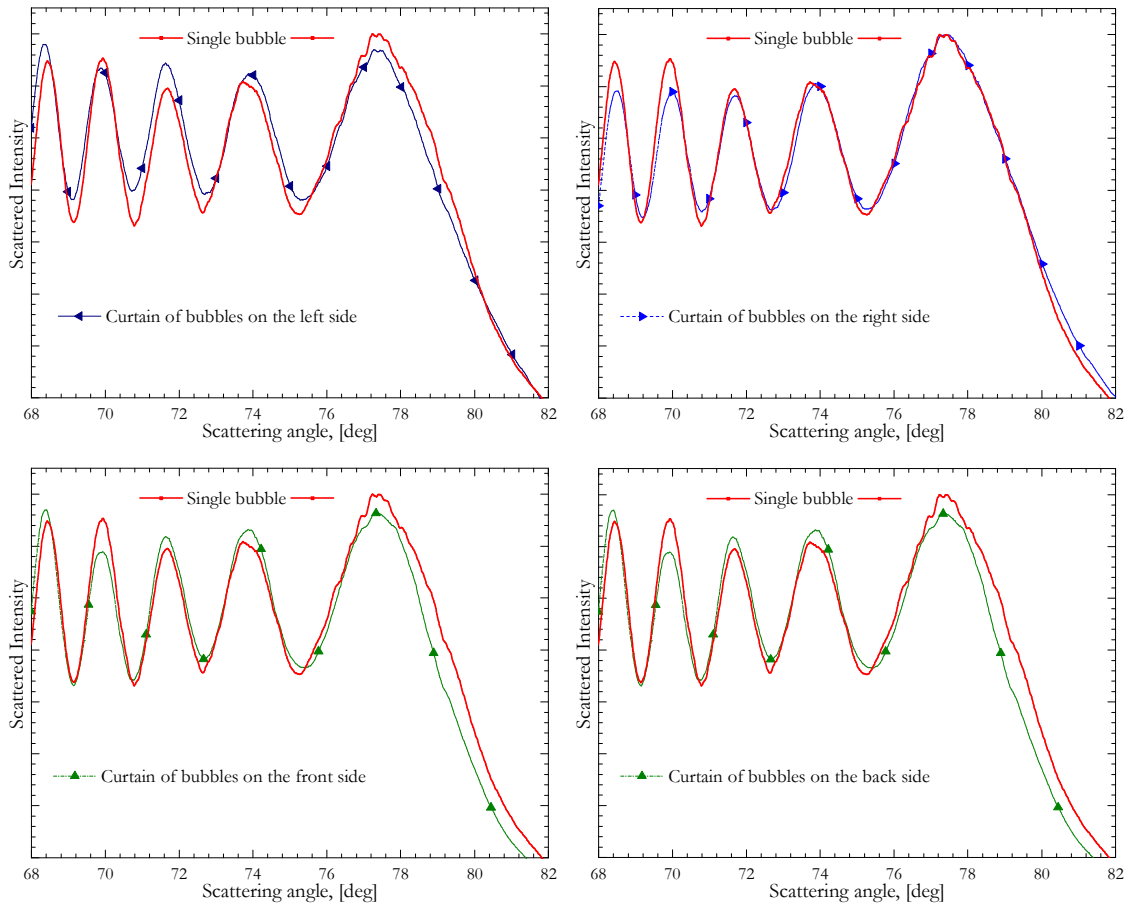 Single bubble
Scattered Intensity
Curtain of bubbles on the left side
68 70 72 74 76 78 80 82
Scattering angle, [deg]
Single bubble
Scattered Intensity
Curtain of bubbles on the right side
68 70 72 74 76 78 80 82
Scattering angle, [deg]
Single bubble
Scattered Intensity
Curtain of bubbles on the front side
68 70 72 74 76 78 80 82
Scattering angle, [deg]
Single bubble
Scattered Intensity
Curtain of bubbles on the back side
68 70 72 74 76 78 80 82
Scattering angle, [deg]